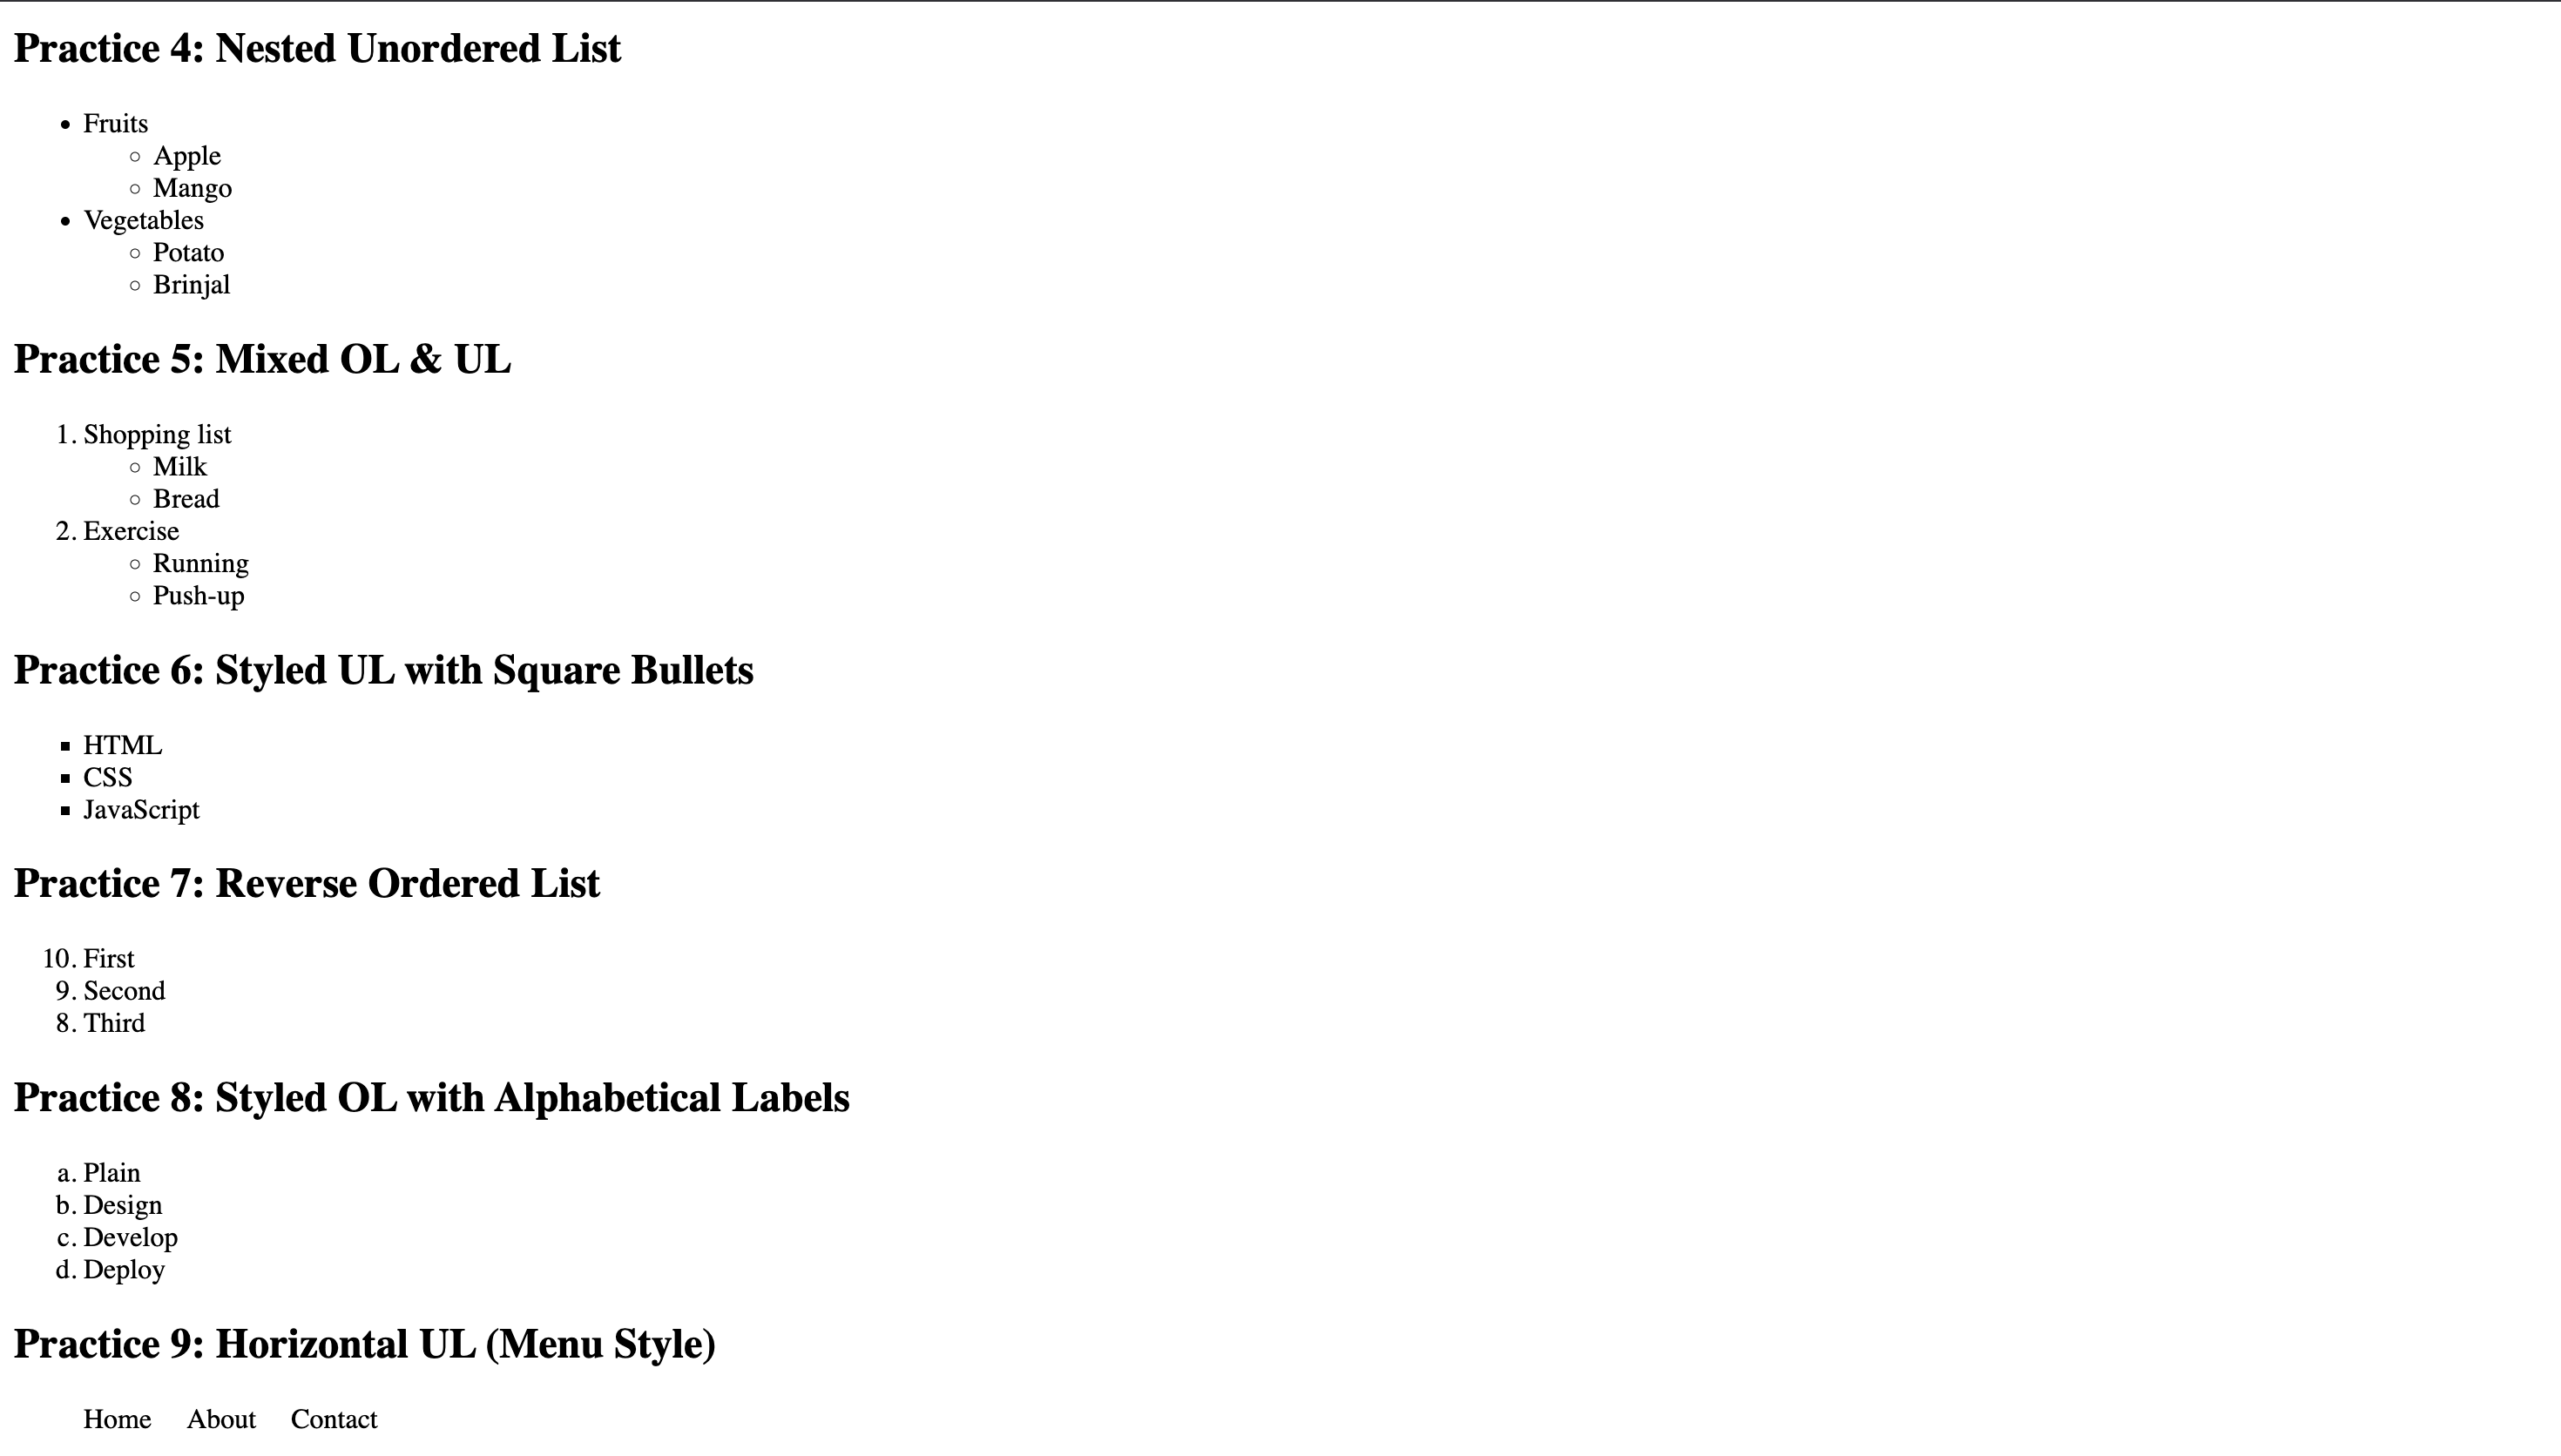 Practice 4: Nested Unordered List
• Fruits
◦ Apple
◦ Mango
• Vegetables
◦ Potato
◦ Brinjal
Practice 5: Mixed OL & UL
1. Shopping list
◦ Milk
◦ Bread
2. Exercise
◦ Running
◦ Push-up
Practice 6: Styled UL with Square Bullets
▪ HTML
▪ CSS
▪ JavaScript
Practice 7: Reverse Ordered List
10. First
9. Second
8. Third
Practice 8: Styled OL with Alphabetical Labels
a. Plain
b. Design
c. Develop
d. Deploy
Practice 9: Horizontal UL (Menu Style)
Home About Contact